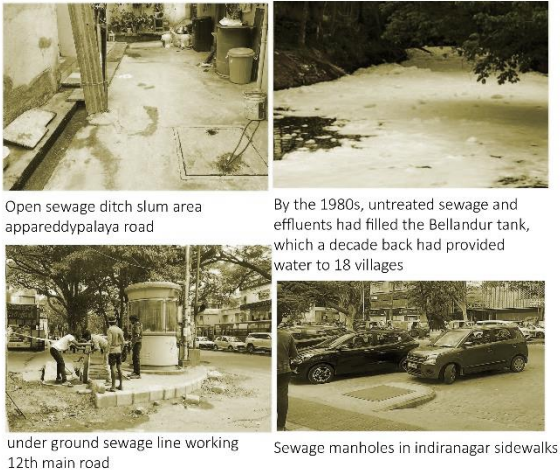 Open sewage ditch slum area
appareddypalaya road
By the 1980s, untreated sewage and
effluents had filled the Bellandur tank,
which a decade back had provided
water to 18 villages
under ground sewage line working
12th main road
Sewage manholes in indiranagar sidewalks